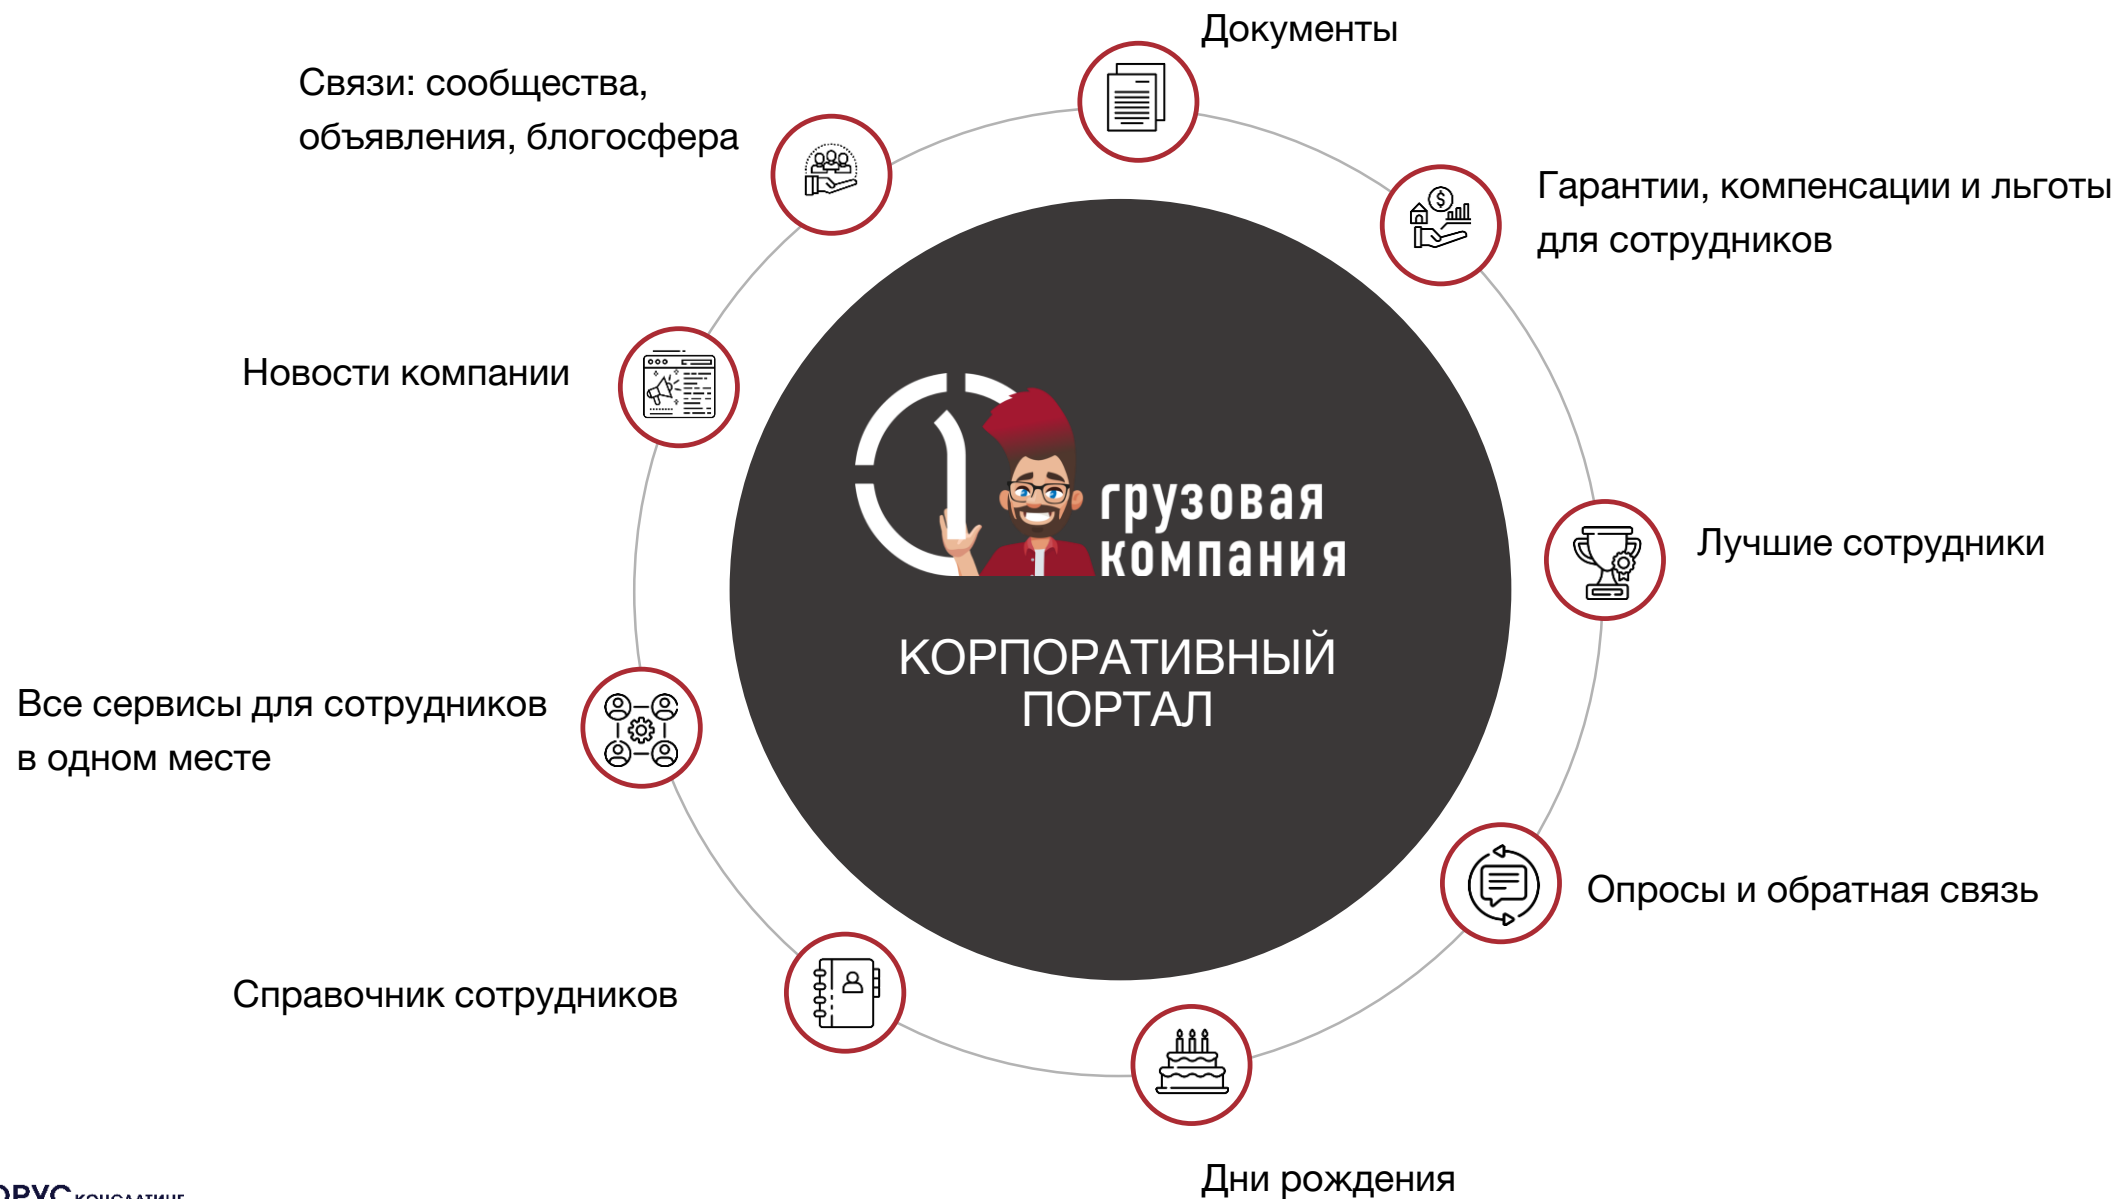 Документы
Связи: сообщества,
объявления, блогосфера
Гарантии, компенсации и льготы
для сотрудников
Новости компании
грузовая
компания
Лучшие сотрудники
КОРПОРАТИВНЫЙ
ПОРТАЛ
Все сервисы для сотрудников
в одном месте
Опросы и обратная связь
Справочник сотрудников
Дни рождения